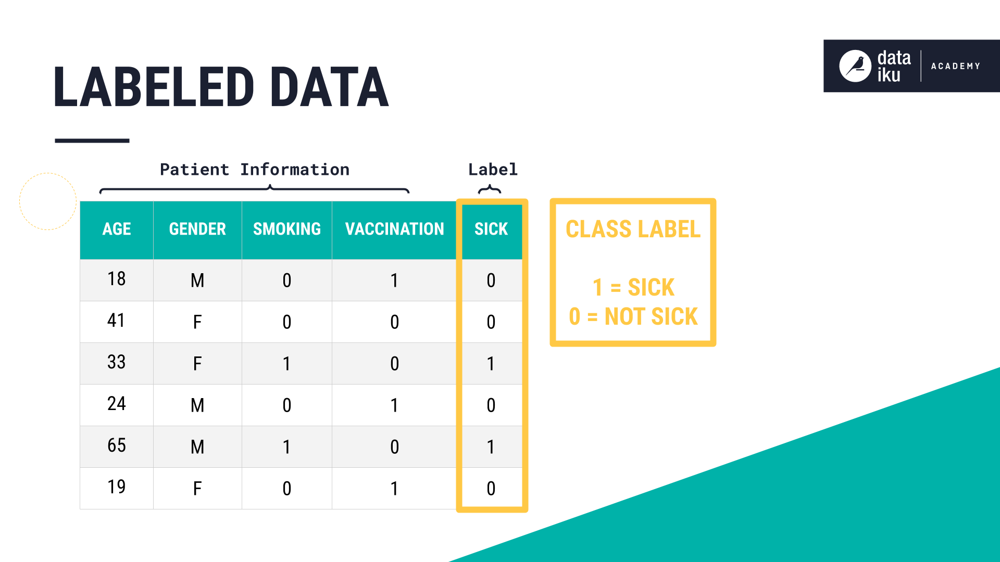 data
iku
ACADEMY
LABELED DATA
Patient Information Label
AGE GENDER SMOKING VACCINATION SICK
18 M 0 1 0
41 F 0 0 0
33 F 1 0 1
24 M 0 1 0
65 M 1 0 1
19 F 0 1 0
CLASS LABEL
1 = SICK
0 = NOT SICK